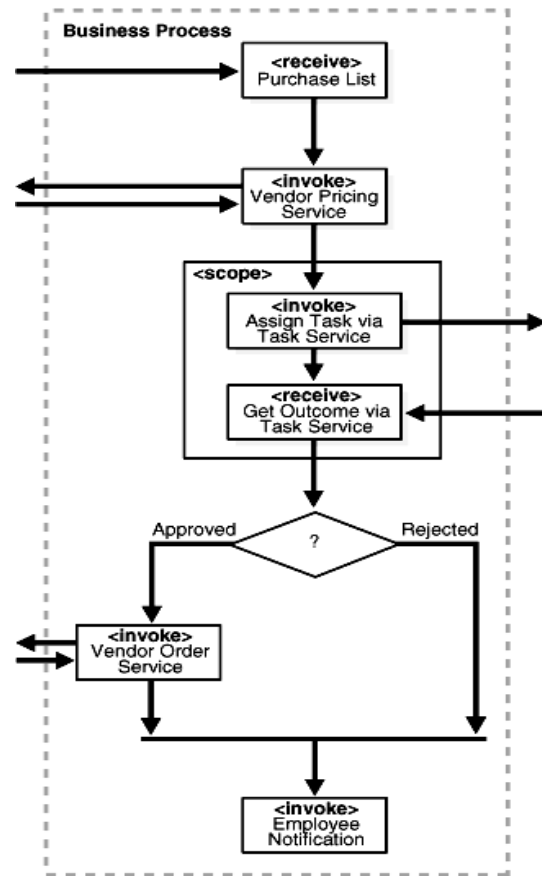 Business Process
<receive>
Purchase List
<invoke>
Vendor Pricing
Service
<scope>
<invoke>
Assign Task via
Task Service
<receive>
Get Outcome via
Task Service
Approved
?
Rejected
<invoke>
Vendor Order
Service
<invoke>
Employee
Notification